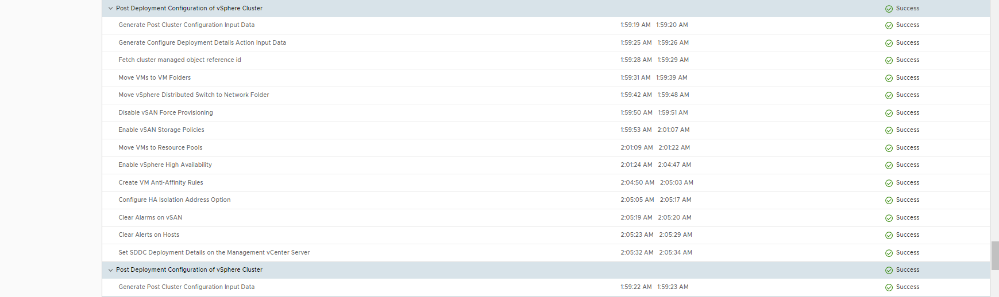 Post Deployment Configuration of vSphere Cluster Success
Generate Post Cluster Configuration Input Data 1:59:19 AM 1:59:20 AM Success
Generate Configure Deployment Details Action Input Data 1:59:25 AM 1:59:26 AM Success
Fetch cluster managed object reference id 1:59:28 AM 1:59:29 AM Success
Move VMs to VM Folders 1:59:31 AM 1:59:39 AM Success
Move vSphere Distributed Switch to Network Folder 1:59:42 AM 1:59:48 AM Success
Disable vSAN Force Provisioning 1:59:50 AM 1:59:51 AM Success
Enable vSAN Storage Policies 1:59:53 AM 2:01:07 AM Success
Move VMs to Resource Pools 2:01:09 AM 2:01:22 AM Success
Enable vSphere High Availability 2:01:24 AM 2:04:47 AM Success
Create VM Anti-Affinity Rules 2:04:50 AM 2:05:03 AM Success
Configure HA Isolation Address Option 2:05:05 AM 2:05:17 AM Success
Clear Alarms on vSAN 2:05:19 AM 2:05:20 AM Success
Clear Alerts on Hosts 2:05:23 AM 2:05:29 AM Success
Set SDDC Deployment Details on the Management vCenter Server 2:05:32 AM 2:05:34 AM Success
Post Deployment Configuration of vSphere Cluster Success
Generate Post Cluster Configuration Input Data 1:59:22 AM 1:59:23 AM Success